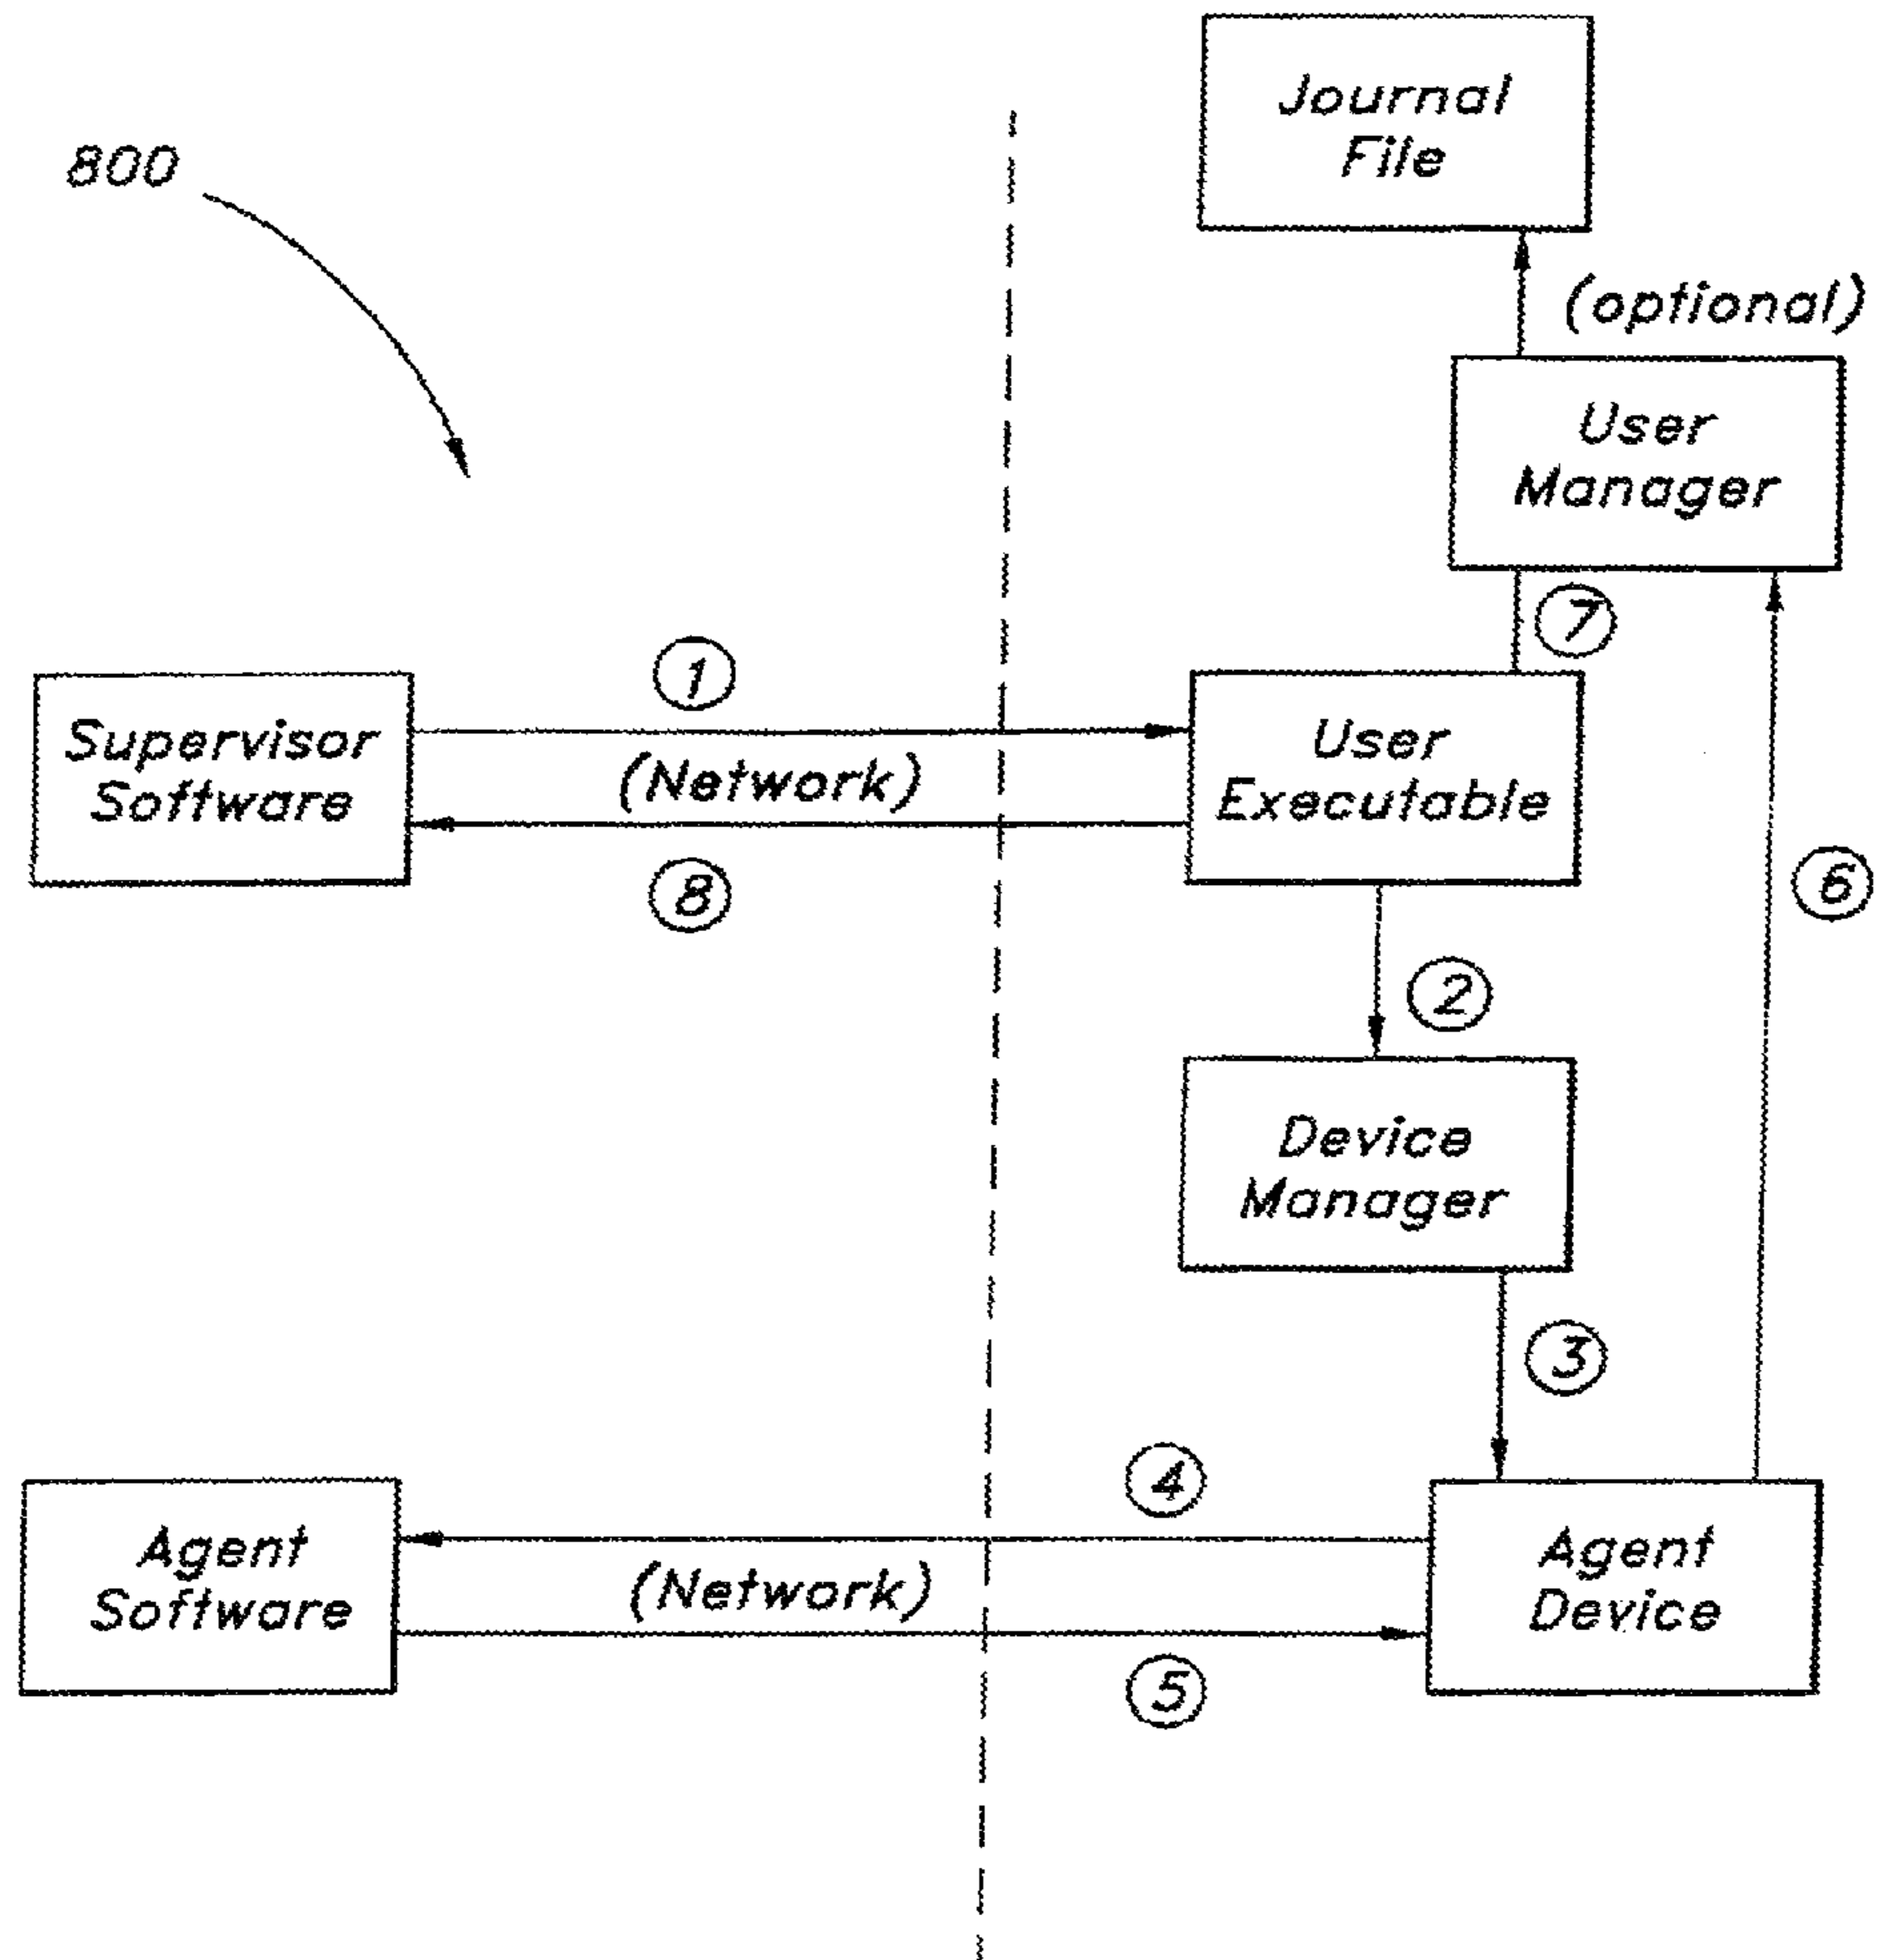 800
Journal
File
(optional)
User
Manager
7
1
Supervisor
Software
(Network)
User
Executable
8
6
2
Device
Manager
3
4
Agent
Software
(Network)
Agent
Device
5